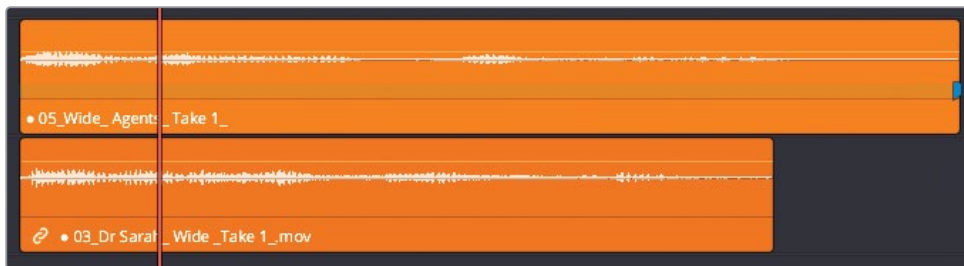 05_Wide_ Agents_Take 1_
03_Dr Sarah_ Wide _Take 1_.mov